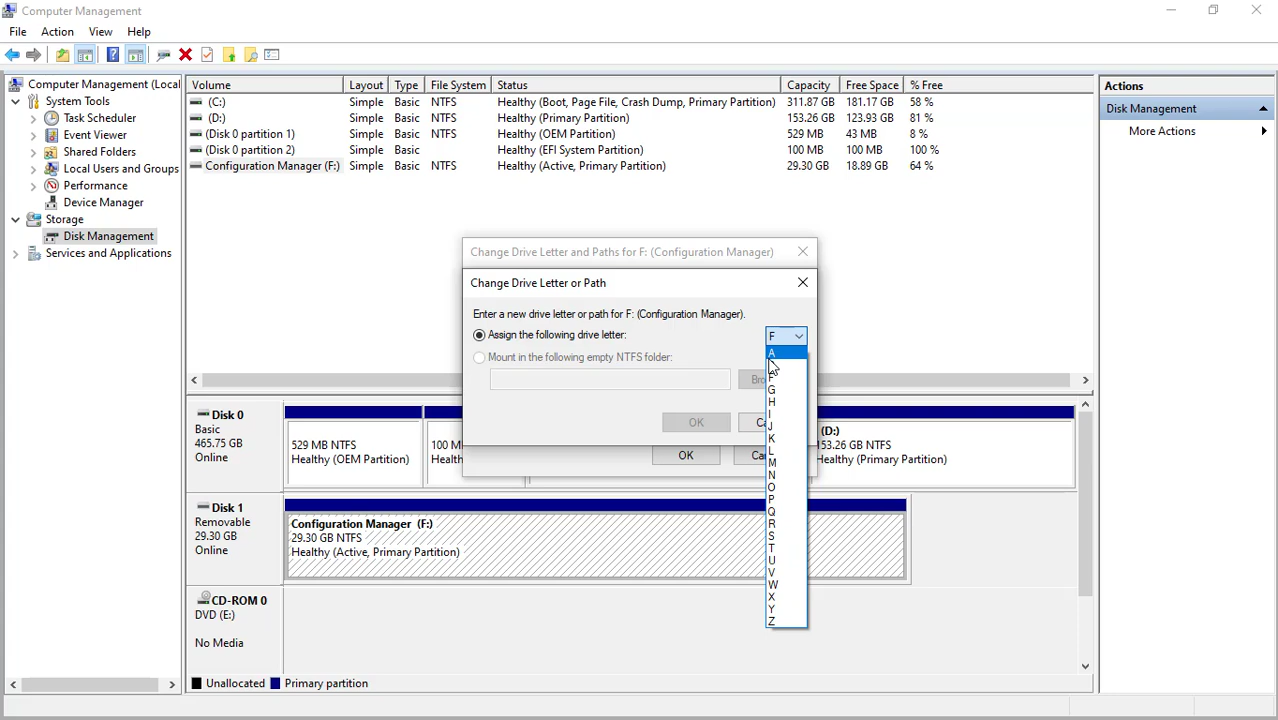 Computer Management
File Action View Help
Computer Management (Local
System Tools
Task Scheduler
Event Viewer
Shared Folders
Local Users and Groups
Performance
Device Manager
Storage
Disk Management
Services and Applications
Volume Layout Type File System Status Capacity Free Space % Free
(C:) Simple Basic NTFS Healthy (Boot, Page File, Crash Dump, Primary Partition) 311.87 GB 181.17 GB 58 %
(D:) Simple Basic NTFS Healthy (Primary Partition) 153.26 GB 123.93 GB 81 %
(Disk 0 partition 1) Simple Basic NTFS Healthy (OEM Partition) 529 MB 43 MB 8 %
(Disk 0 partition 2) Simple Basic Healthy (EFI System Partition) 100 MB 100 MB 100 %
Configuration Manager (F:) Simple Basic NTFS Healthy (Active, Primary Partition) 29.30 GB 18.89 GB 64 %
Actions
Disk Management
More Actions
Change Drive Letter and Paths for F: (Configuration Manager)
Change Drive Letter or Path
Enter a new drive letter or path for F: (Configuration Manager).
Assign the following drive letter: F
Mount in the following empty NTFS folder:
Bro
OK Ca
OK Ca
A
F
G
H
I
J
K
L
M
N
O
P
Q
R
S
T
U
V
W
X
Y
Z
Disk 0
Basic
465.75 GB
Online
529 MB NTFS
Healthy (OEM Partition)
100 M
Health
(D:)
153.26 GB NTFS
Healthy (Primary Partition)
Disk 1
Removable
29.30 GB
Online
Configuration Manager (F:)
29.30 GB NTFS
Healthy (Active, Primary Partition)
CD-ROM 0
DVD (E:)
No Media
Unallocated Primary partition